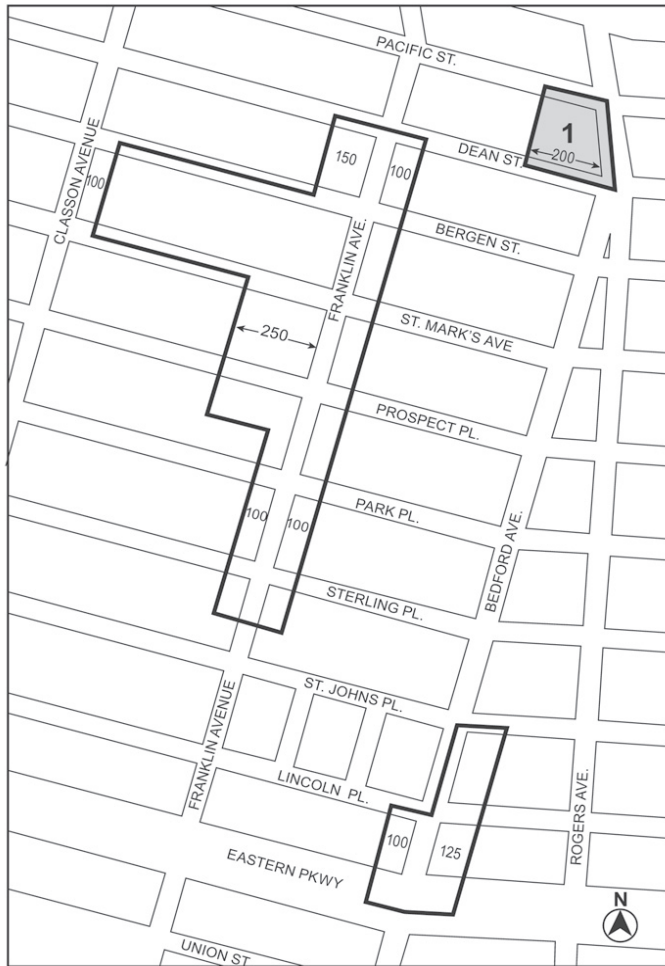 PACIFIC ST.
1
200
DEAN ST.
150
100
100
CLASSON AVENUE
FRANKLIN AVE.
BERGEN ST.
250
ST. MARK'S AVE
PROSPECT PL.
100
100
PARK PL.
BEDFORD AVE.
STERLING PL.
ST. JOHNS PL.
FRANKLIN AVENUE
LINCOLN PL.
ROGERS AVE.
100
125
EASTERN PKWY
N
UNION ST.